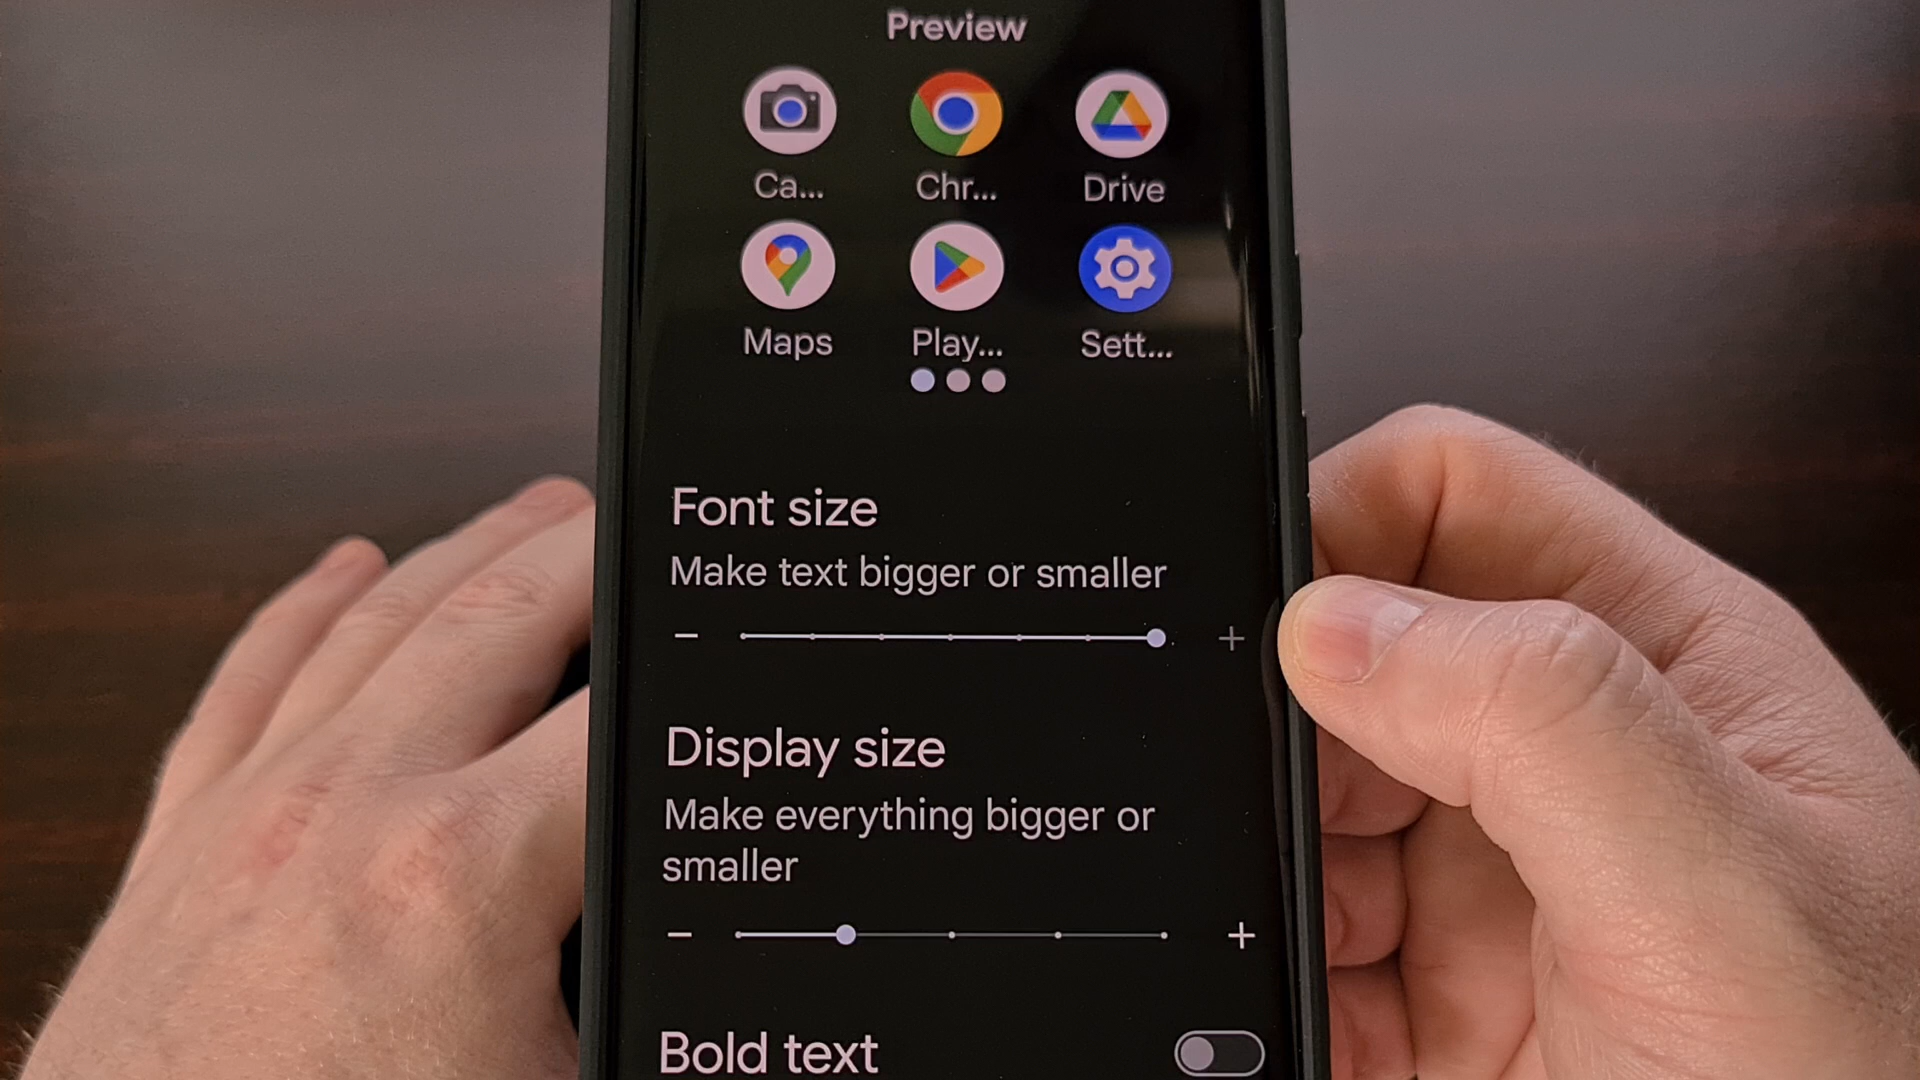 Preview
Ca... Chr... Drive
Maps Play... Sett...
Font size
Make text bigger or smaller
− +
Display size
Make everything bigger or
smaller
− +
Bold text